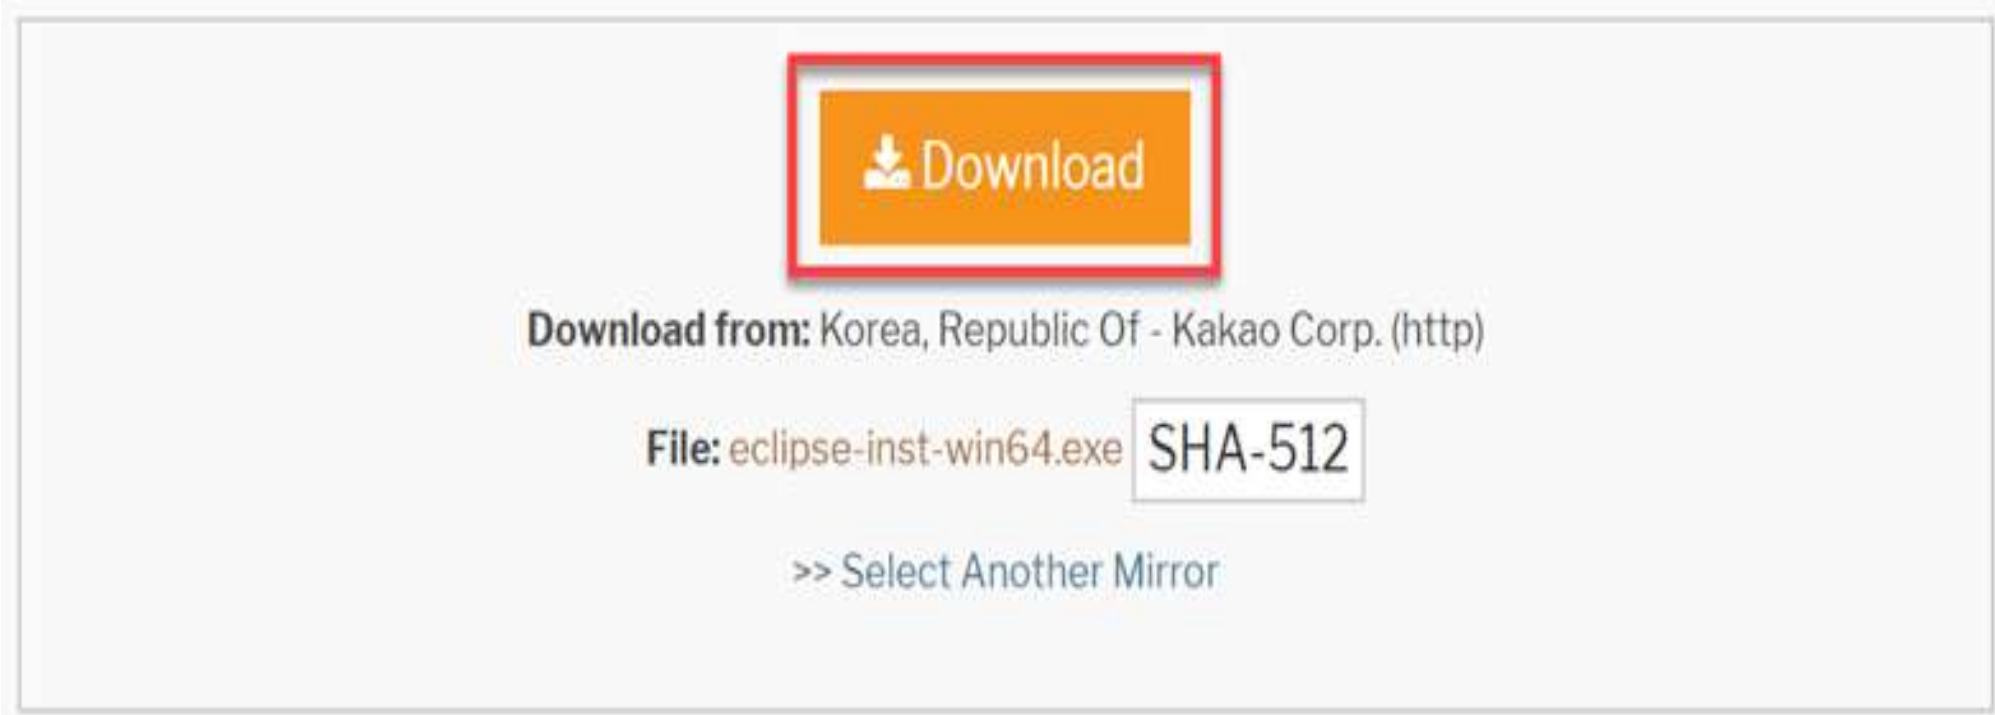 Download
Download from: Korea, Republic Of - Kakao Corp. (http)
File: eclipse-inst-win64.exe SHA-512
>> Select Another Mirror